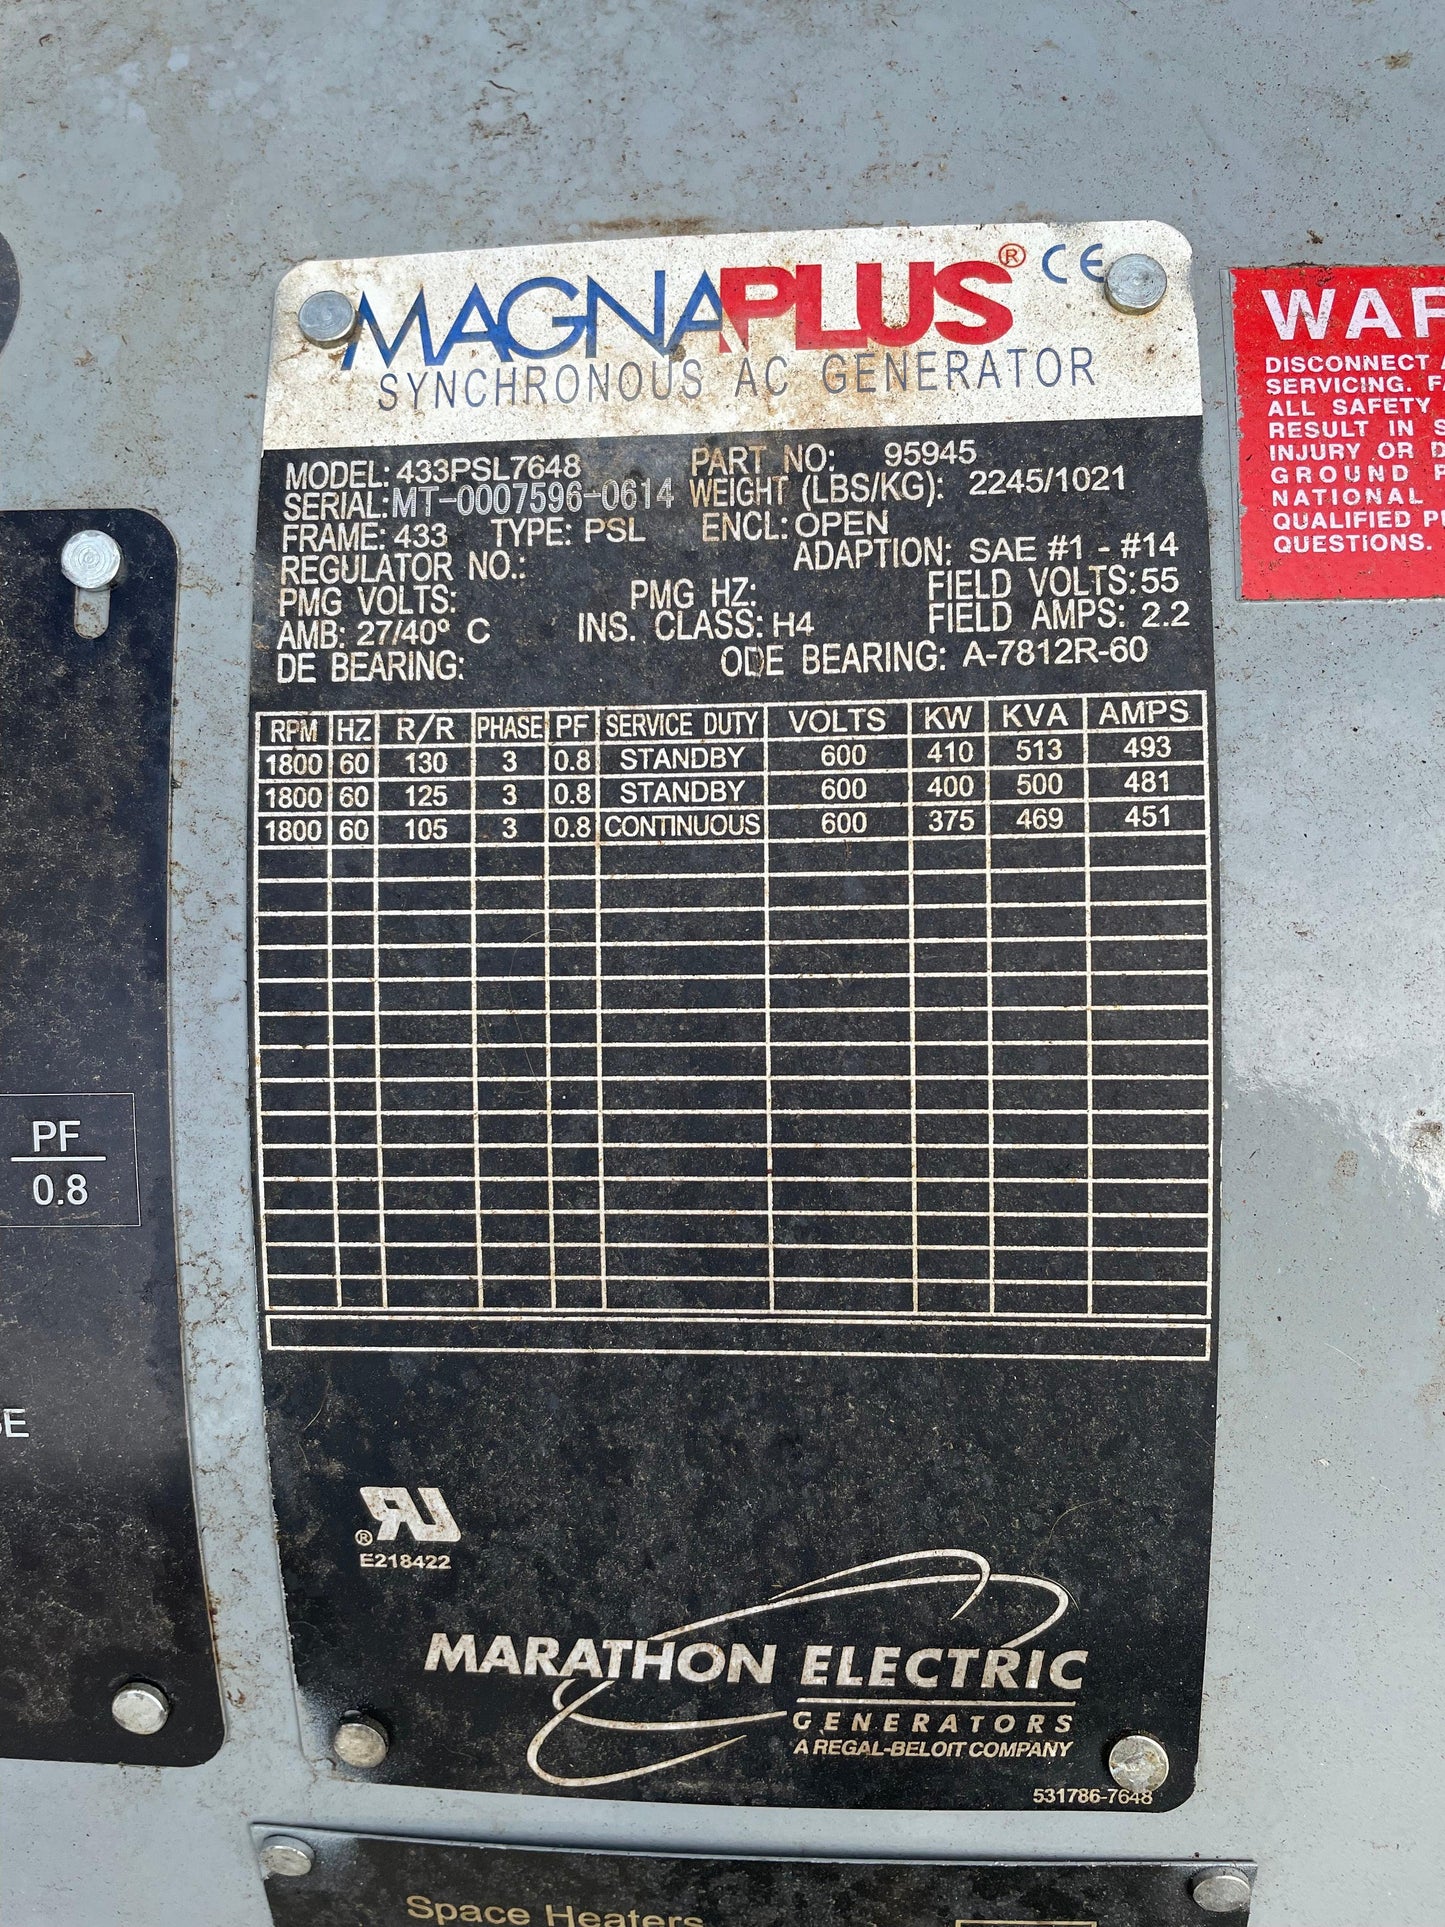 MAGNAPLUS® CE
SYNCHRONOUS AC GENERATOR
MODEL: 433PSL7648 PART NO: 95945
SERIAL: MT-0007596-0614 WEIGHT (LBS/KG): 2245/1021
FRAME: 433 TYPE: PSL ENCL: OPEN
REGULATOR NO.: ADAPTION: SAE #1 - #14
PMG VOLTS: PMG HZ: FIELD VOLTS: 55
AMB: 27/40° C INS. CLASS: H4 FIELD AMPS: 2.2
DE BEARING: ODE BEARING: A-7812R-60
RPM HZ R/R PHASE PF SERVICE DUTY VOLTS KW KVA AMPS
1800 60 130 3 0.8 STANDBY 600 410 513 493
1800 60 125 3 0.8 STANDBY 600 400 500 481
1800 60 105 3 0.8 CONTINUOUS 600 375 469 451
RU
® E218422
MARATHON ELECTRIC
GENERATORS
A REGAL-BELOIT COMPANY
531786-7648
WAR
DISCONNECT
SERVICING.
ALL SAFETY
RESULT IN
INJURY OR
GROUND
NATIONAL
QUALIFIED
QUESTIONS.
PF
0.8
Space Heaters